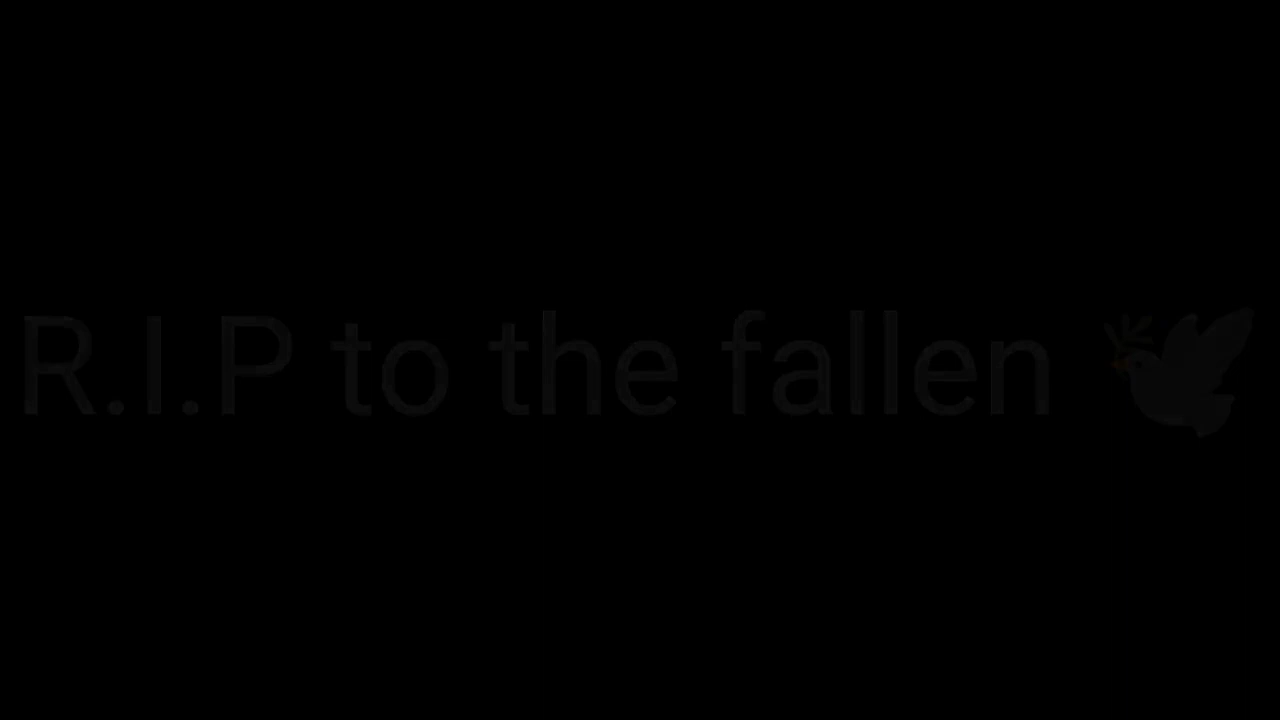 R.I.P to the fallen 🕊️